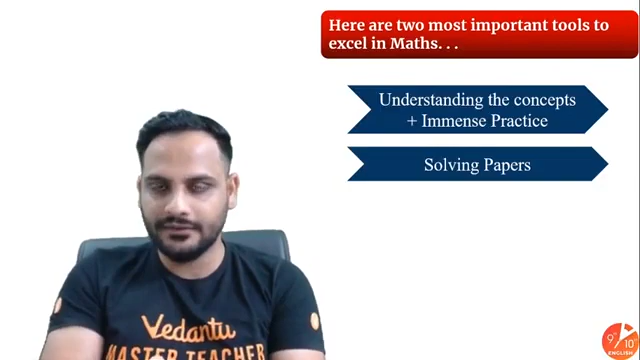 Here are two most important tools to
excel in Maths. . .
Understanding the concepts
+ Immense Practice
Solving Papers
Vedantu
MASTER TEACHER
9 10
ENGLISH